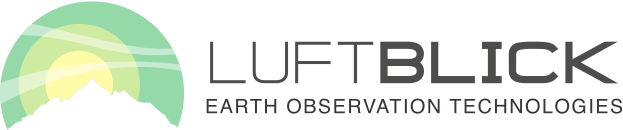 LUFTBLICK
EARTH OBSERVATION TECHNOLOGIES